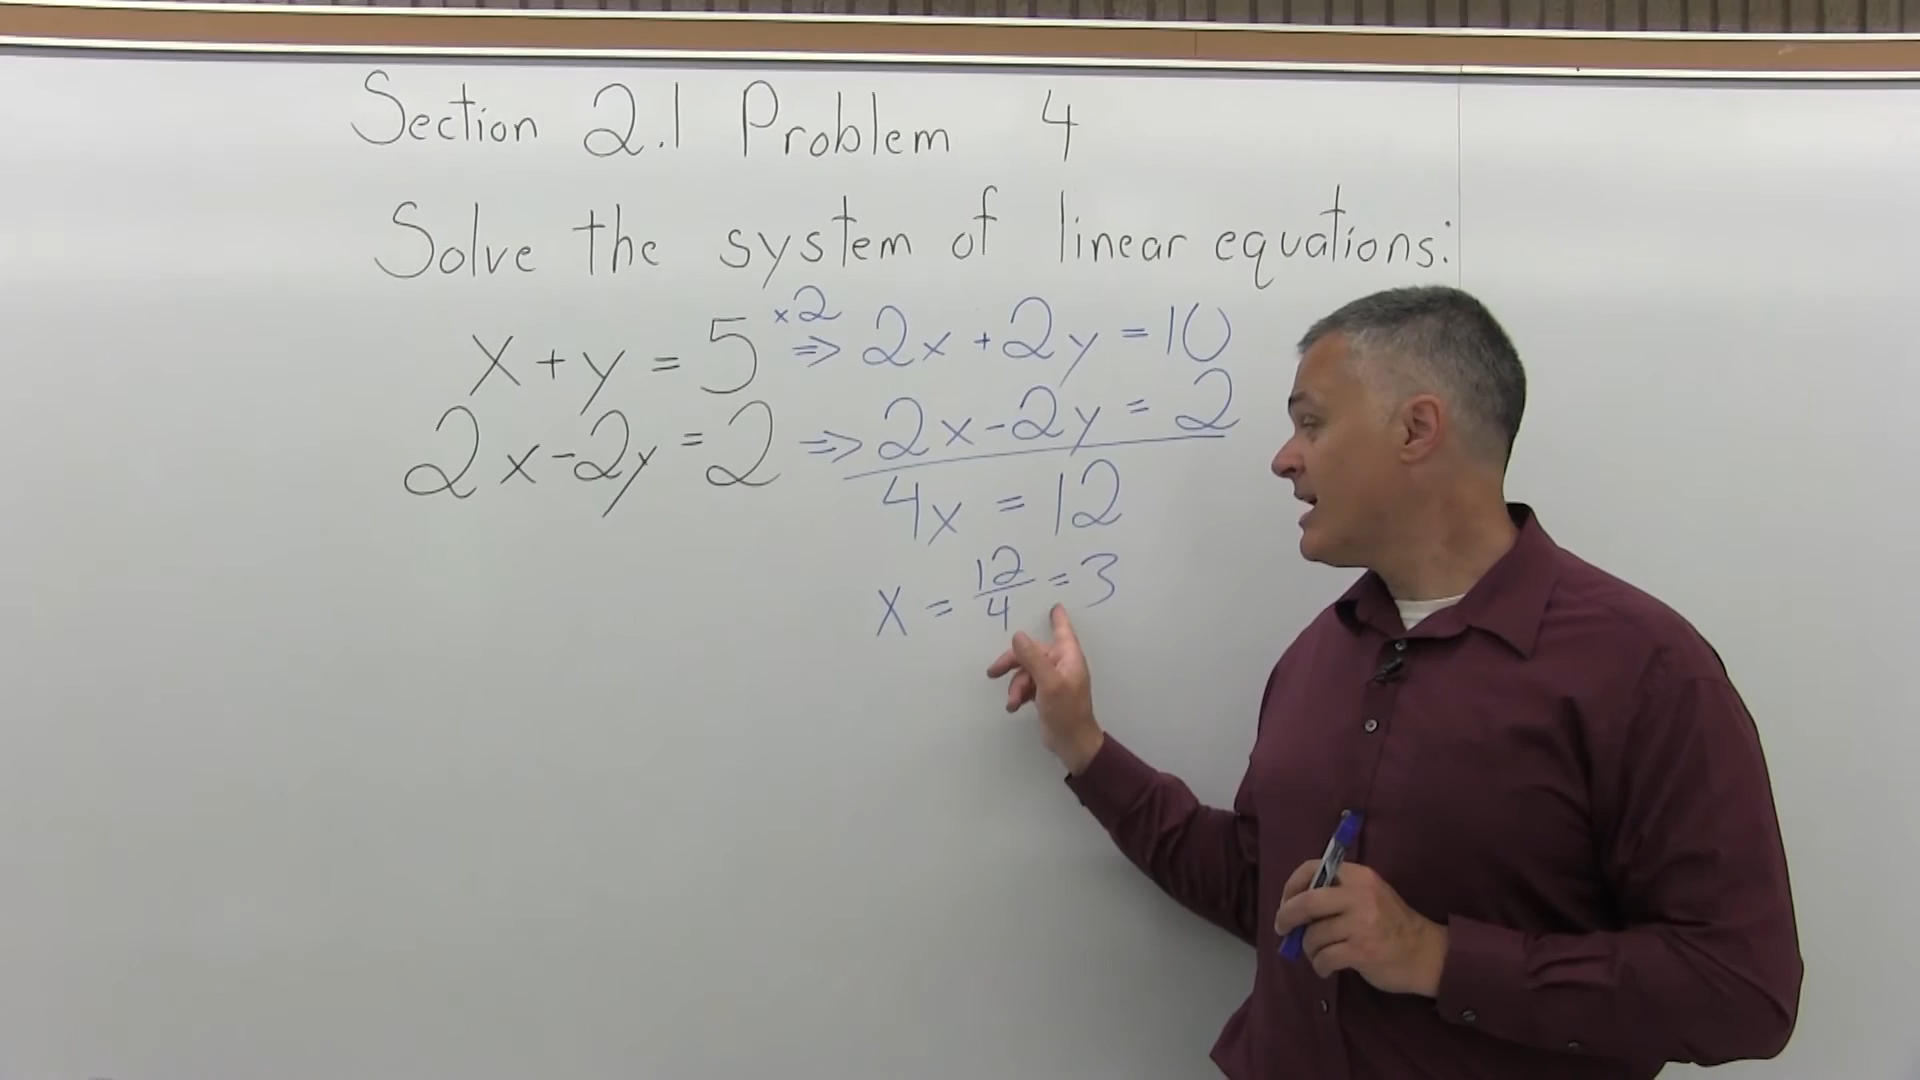 Section 2.1 Problem 4
Solve the system of linear equations:
x + y = 5 ×2 ⇒ 2x + 2y = 10
2x - 2y = 2 ⇒ 2x - 2y = 2
4x = 12
x = 12/4 = 3